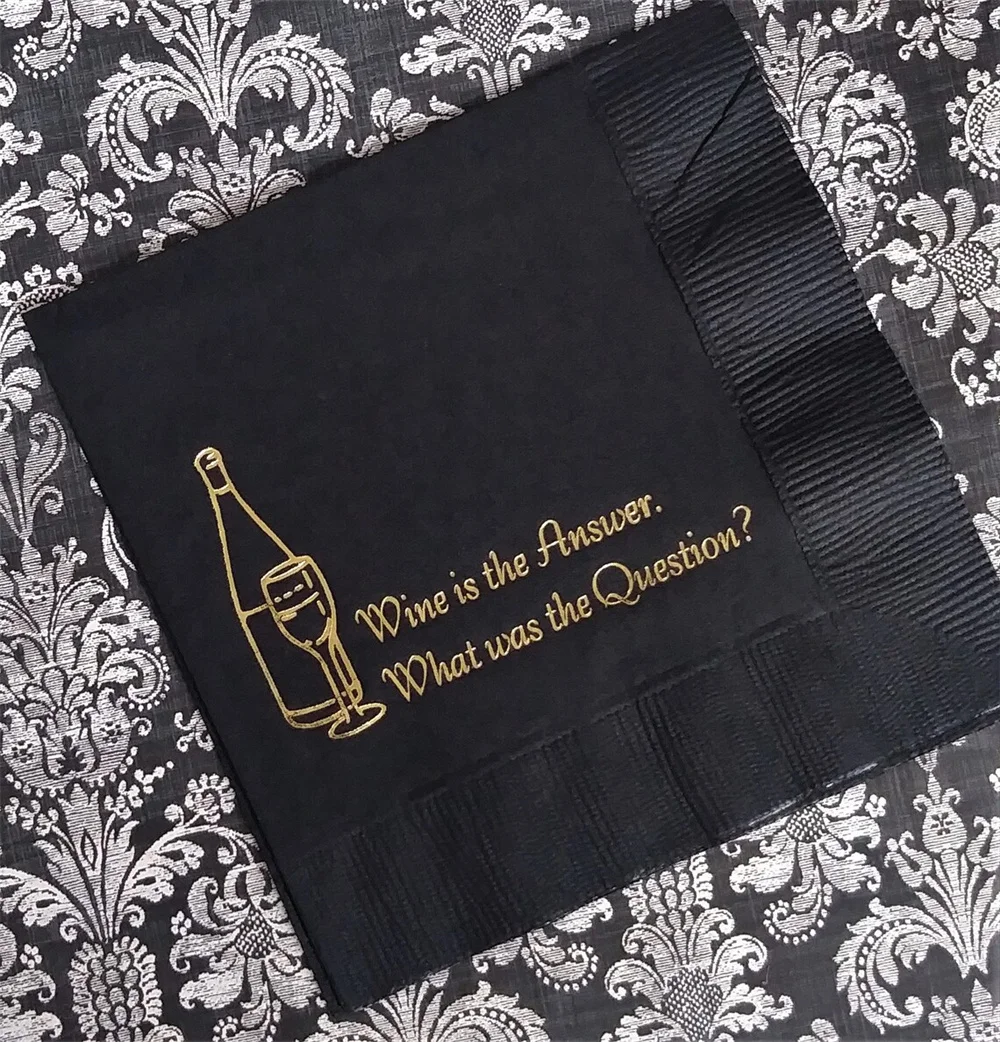 Wine is the Answer.
What was the Question?